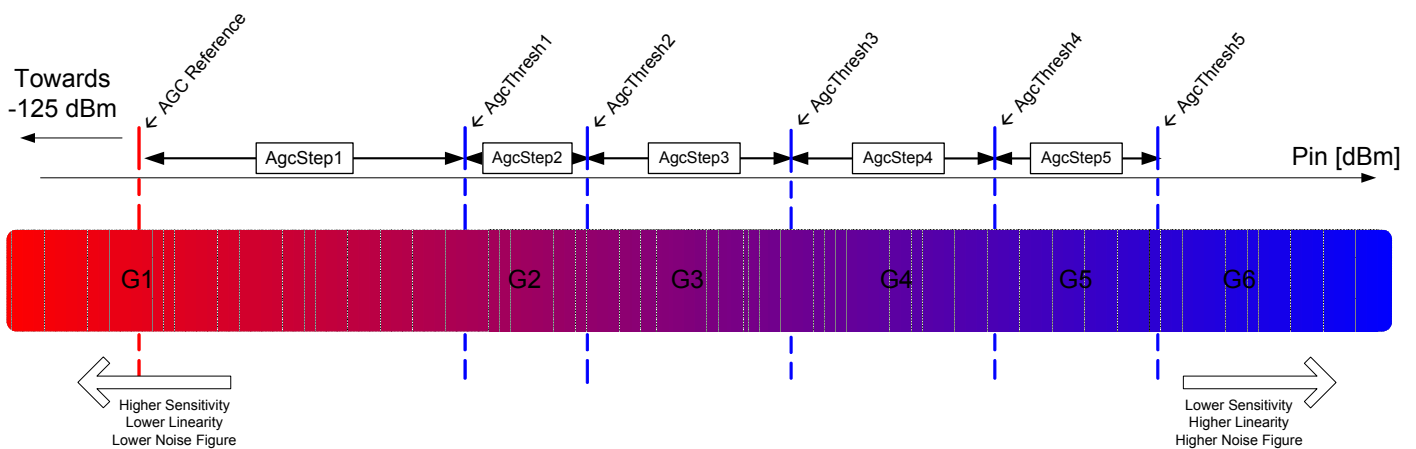 Towards
-125 dBm
AGC Reference
AgcThresh1
AgcThresh2
AgcThresh3
AgcThresh4
AgcThresh5
AgcStep1
AgcStep2
AgcStep3
AgcStep4
AgcStep5
Pin [dBm]
G1
G2
G3
G4
G5
G6
Higher Sensitivity
Lower Linearity
Lower Noise Figure
Lower Sensitivity
Higher Linearity
Higher Noise Figure